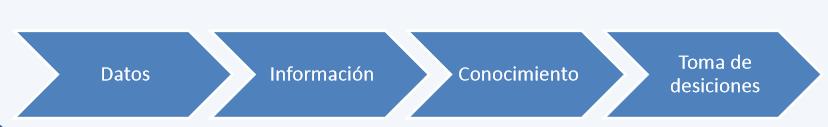 Datos
Información
Conocimiento
Toma de
desiciones